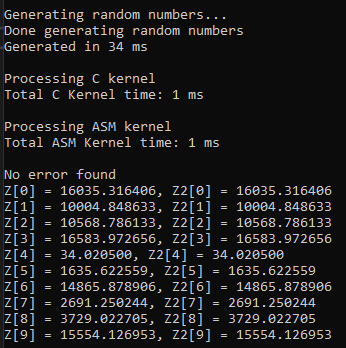 Generating random numbers...
Done generating random numbers
Generated in 34 ms
Processing C kernel
Total C Kernel time: 1 ms
Processing ASM kernel
Total ASM Kernel time: 1 ms
No error found
Z[0] = 16035.316406, Z2[0] = 16035.316406
Z[1] = 10004.848633, Z2[1] = 10004.848633
Z[2] = 10568.786133, Z2[2] = 10568.786133
Z[3] = 16583.972656, Z2[3] = 16583.972656
Z[4] = 34.020500, Z2[4] = 34.020500
Z[5] = 1635.622559, Z2[5] = 1635.622559
Z[6] = 14865.878906, Z2[6] = 14865.878906
Z[7] = 2691.250244, Z2[7] = 2691.250244
Z[8] = 3729.022705, Z2[8] = 3729.022705
Z[9] = 15554.126953, Z2[9] = 15554.126953